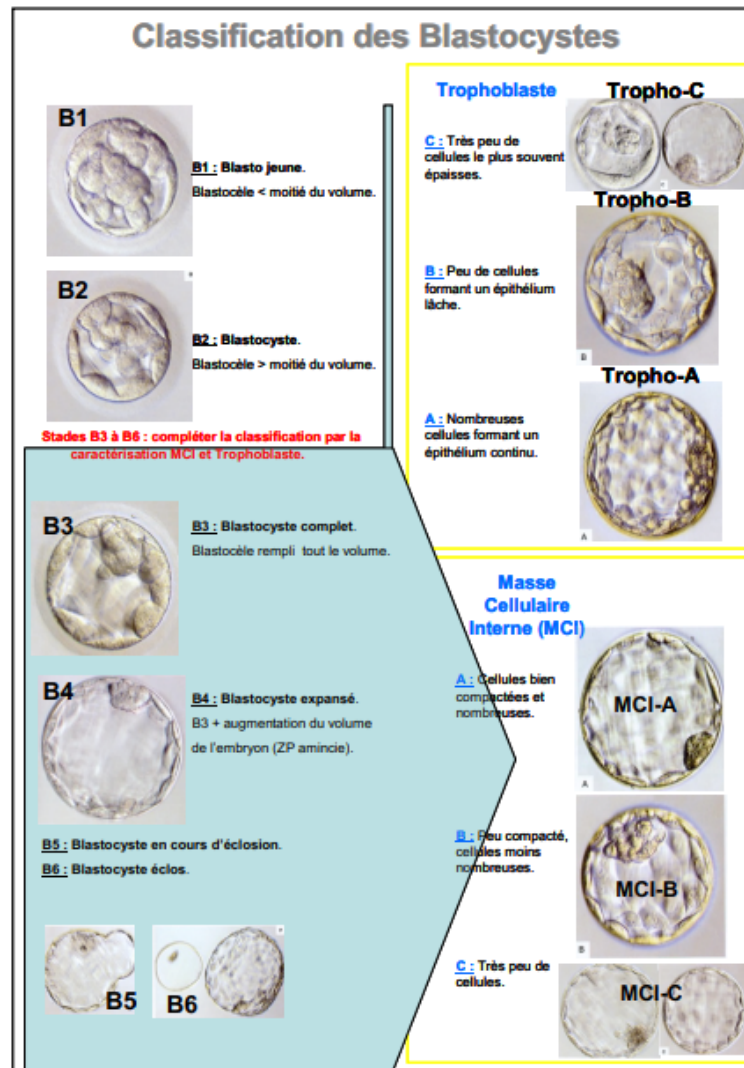 Classification des Blastocystes
B1
B1 : Blasto jeune.
Blastocèle < moitié du volume.
B2
B2 : Blastocyste.
Blastocèle > moitié du volume.
Stades B3 à B6 : compléter la classification par la
caractérisation MCI et Trophoblaste.
B3
B3 : Blastocyste complet.
Blastocèle rempli tout le volume.
B4
B4 : Blastocyste expansé.
B3 + augmentation du volume
de l'embryon (ZP amincie).
B5 : Blastocyste en cours d'éclosion.
B6 : Blastocyste éclos.
B5
B6
Trophoblaste
Tropho-C
C : Très peu de
cellules le plus souvent
épaisses.
Tropho-B
B : Peu de cellules
formant un épithélium
lâche.
B
Tropho-A
A : Nombreuses
cellules formant un
épithélium continu.
A
Masse
Cellulaire
Interne (MCI)
A : Cellules bien
compactées et
nombreuses.
MCI-A
A
B : Peu compacté,
cellules moins
nombreuses.
MCI-B
B
C : Très peu de
cellules.
MCI-C